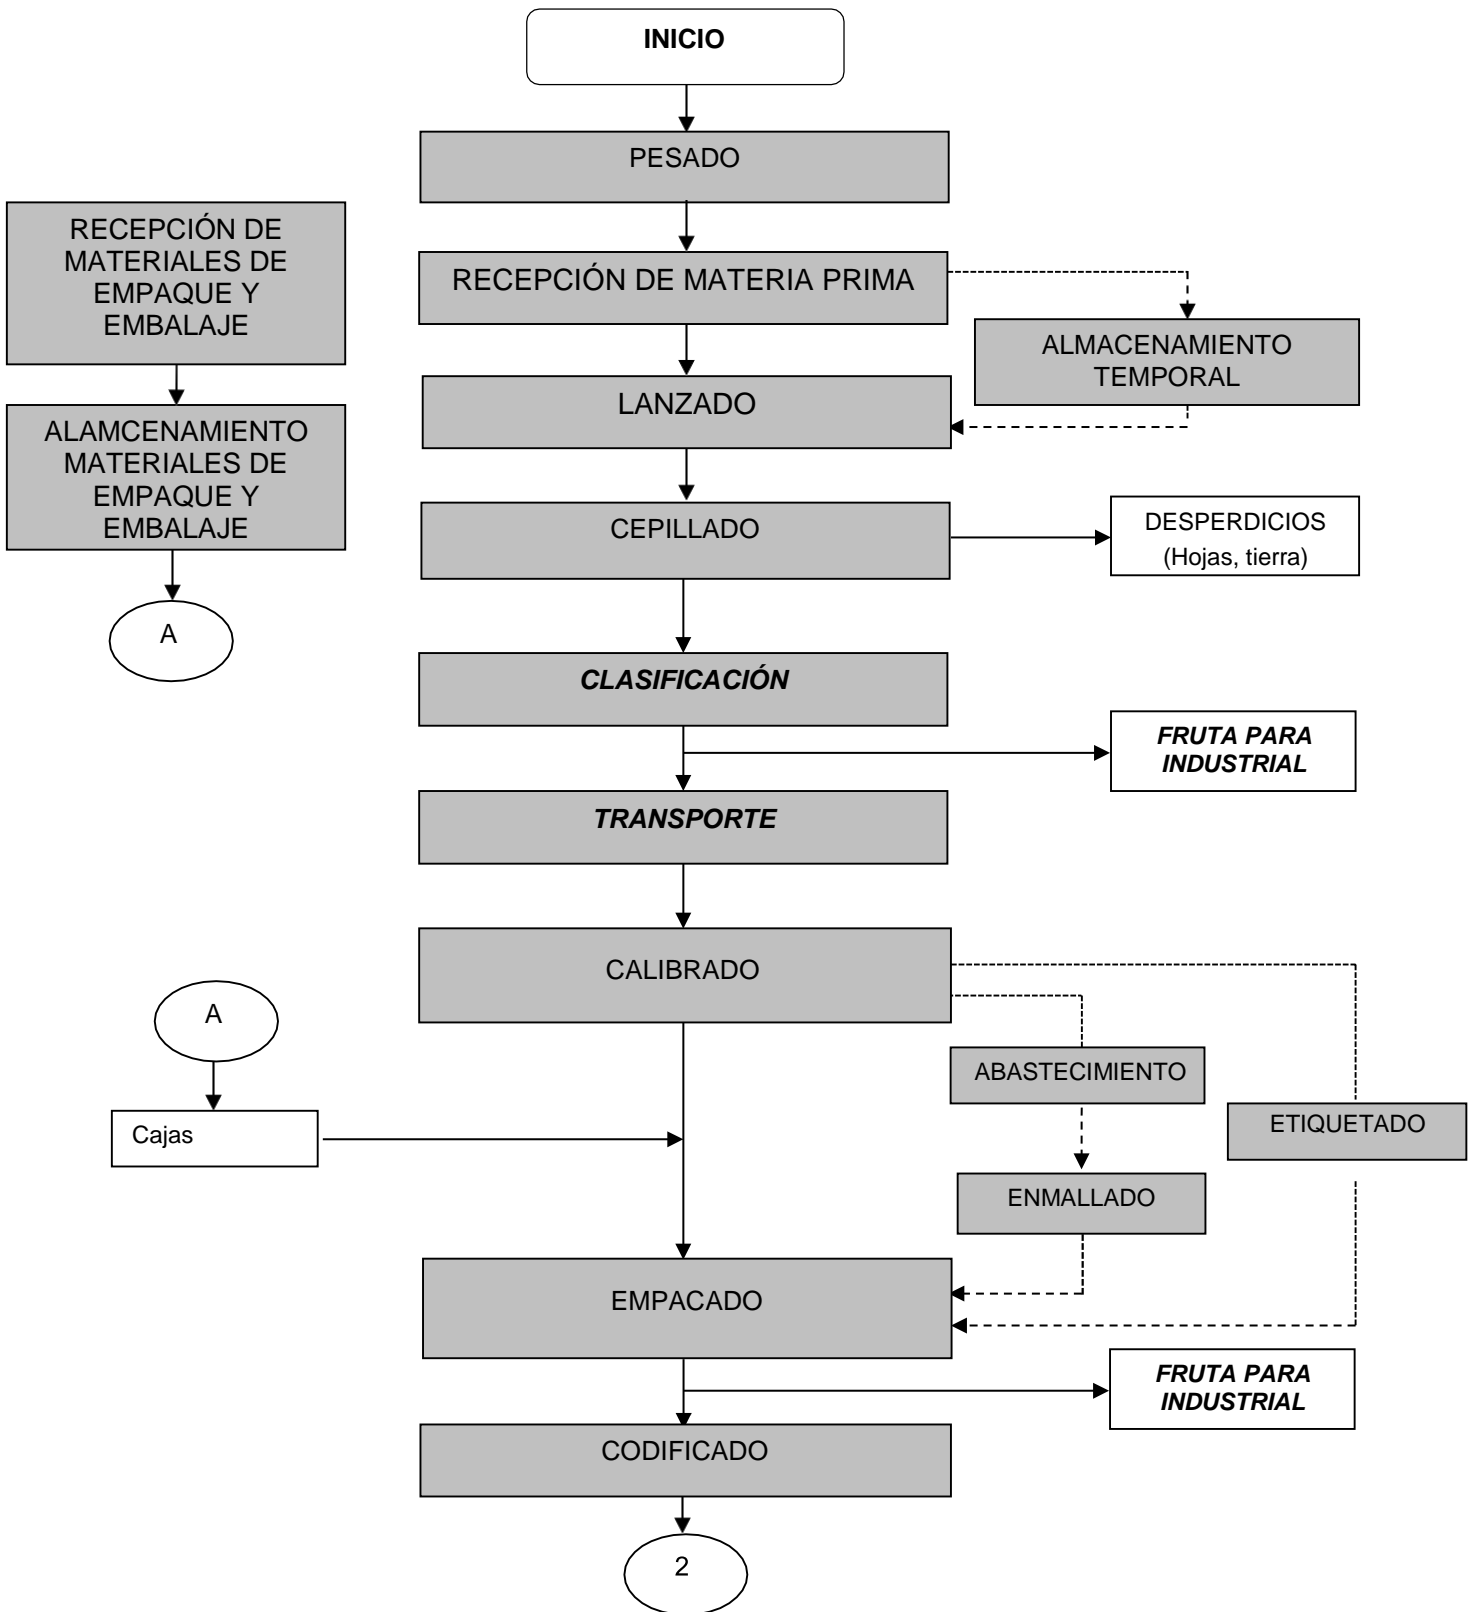 INICIO
PESADO
RECEPCIÓN DE
MATERIALES DE
EMPAQUE Y
EMBALAJE
RECEPCIÓN DE MATERIA PRIMA
ALMACENAMIENTO
TEMPORAL
LANZADO
ALAMCENAMIENTO
MATERIALES DE
EMPAQUE Y
EMBALAJE
CEPILLADO
DESPERDICIOS
(Hojas, tierra)
A
CLASIFICACIÓN
FRUTA PARA
INDUSTRIAL
TRANSPORTE
CALIBRADO
A
ABASTECIMIENTO
Cajas
ETIQUETADO
ENMALLADO
EMPACADO
FRUTA PARA
INDUSTRIAL
CODIFICADO
2